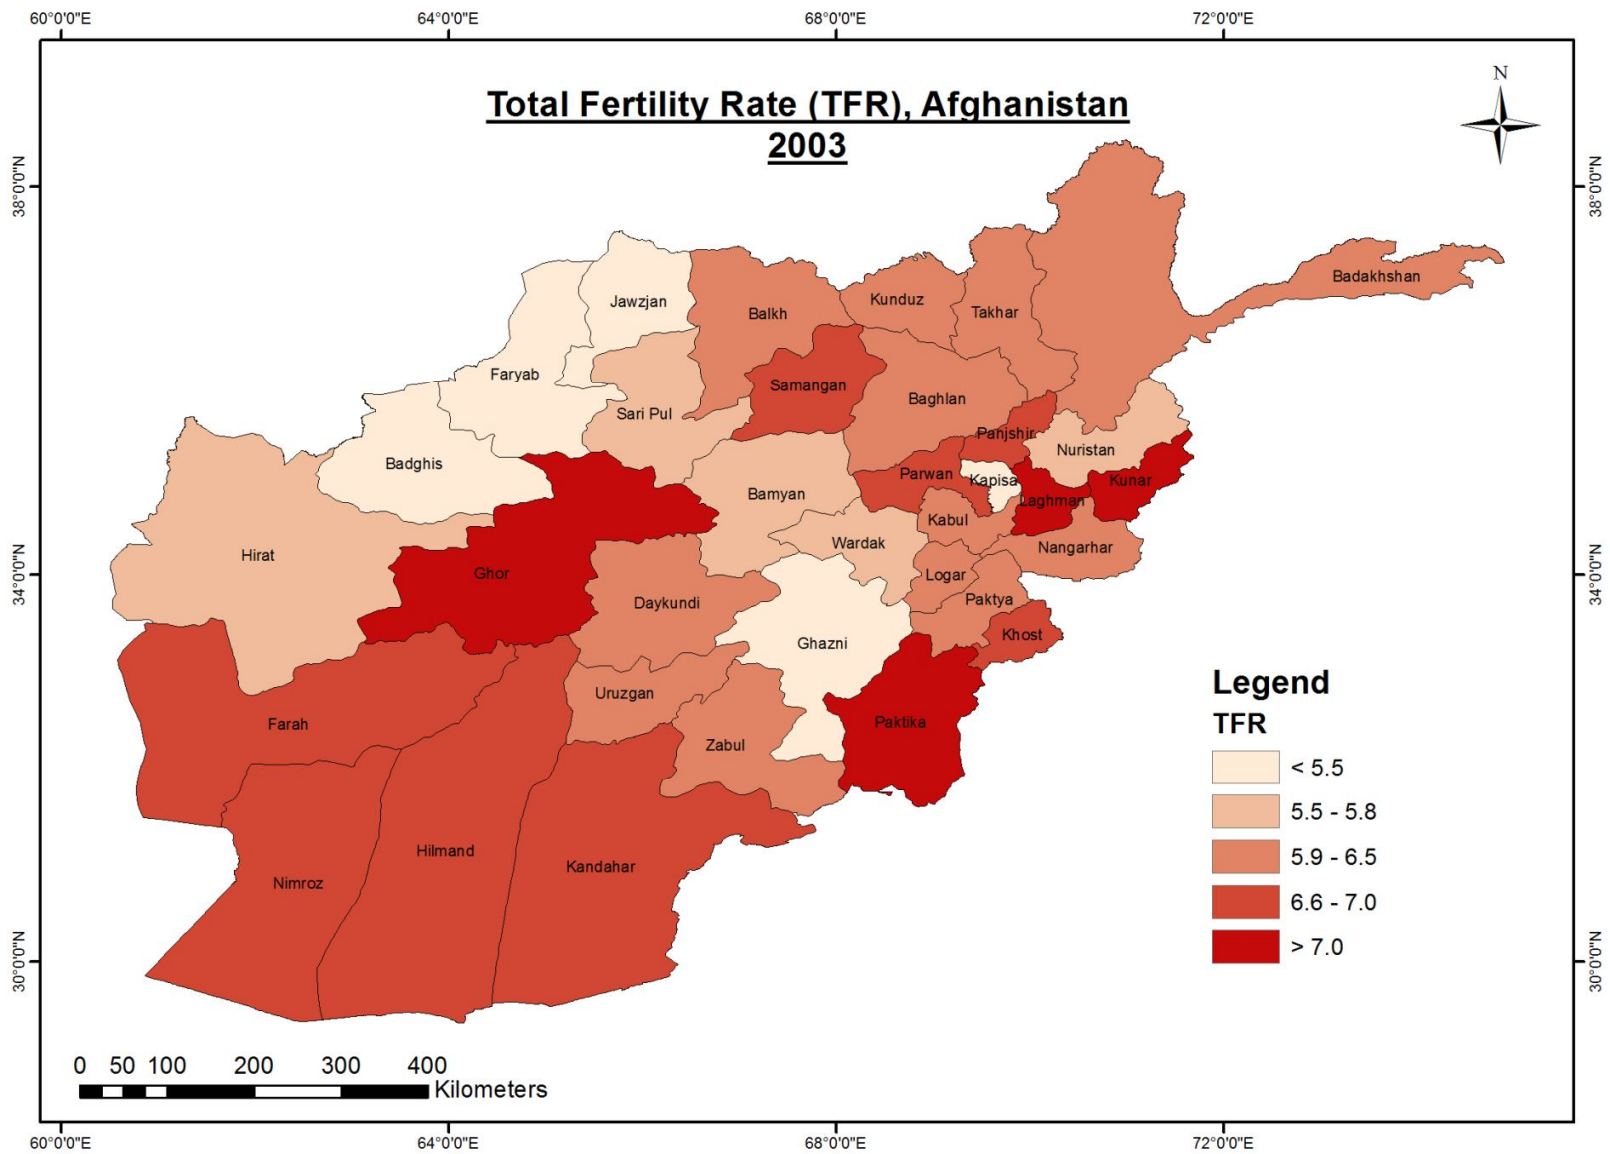 60°0'0"E 64°0'0"E 68°0'0"E 72°0'0"E
Total Fertility Rate (TFR), Afghanistan
2003
N
38°0'0"N 38°0'0"N
Badakhshan
Jawzjan
Kunduz
Balkh
Takhar
Faryab
Samangan
Baghlan
Sari Pul
Panjshir
Nuristan
Badghis
Parwan
Kapisa
Kunar
Bamyan
Laghman
Kabul
Wardak
Nangarhar
Hirat
Ghor
Logar
34°0'0"N 34°0'0"N
Daykundi
Paktya
Khost
Ghazni
Uruzgan
Farah
Paktika
Zabul
Hilmand
Kandahar
Nimroz
Legend
TFR
< 5.5
5.5 - 5.8
5.9 - 6.5
6.6 - 7.0
> 7.0
30°0'0"N 30°0'0"N
0 50 100 200 300 400
Kilometers
60°0'0"E 64°0'0"E 68°0'0"E 72°0'0"E